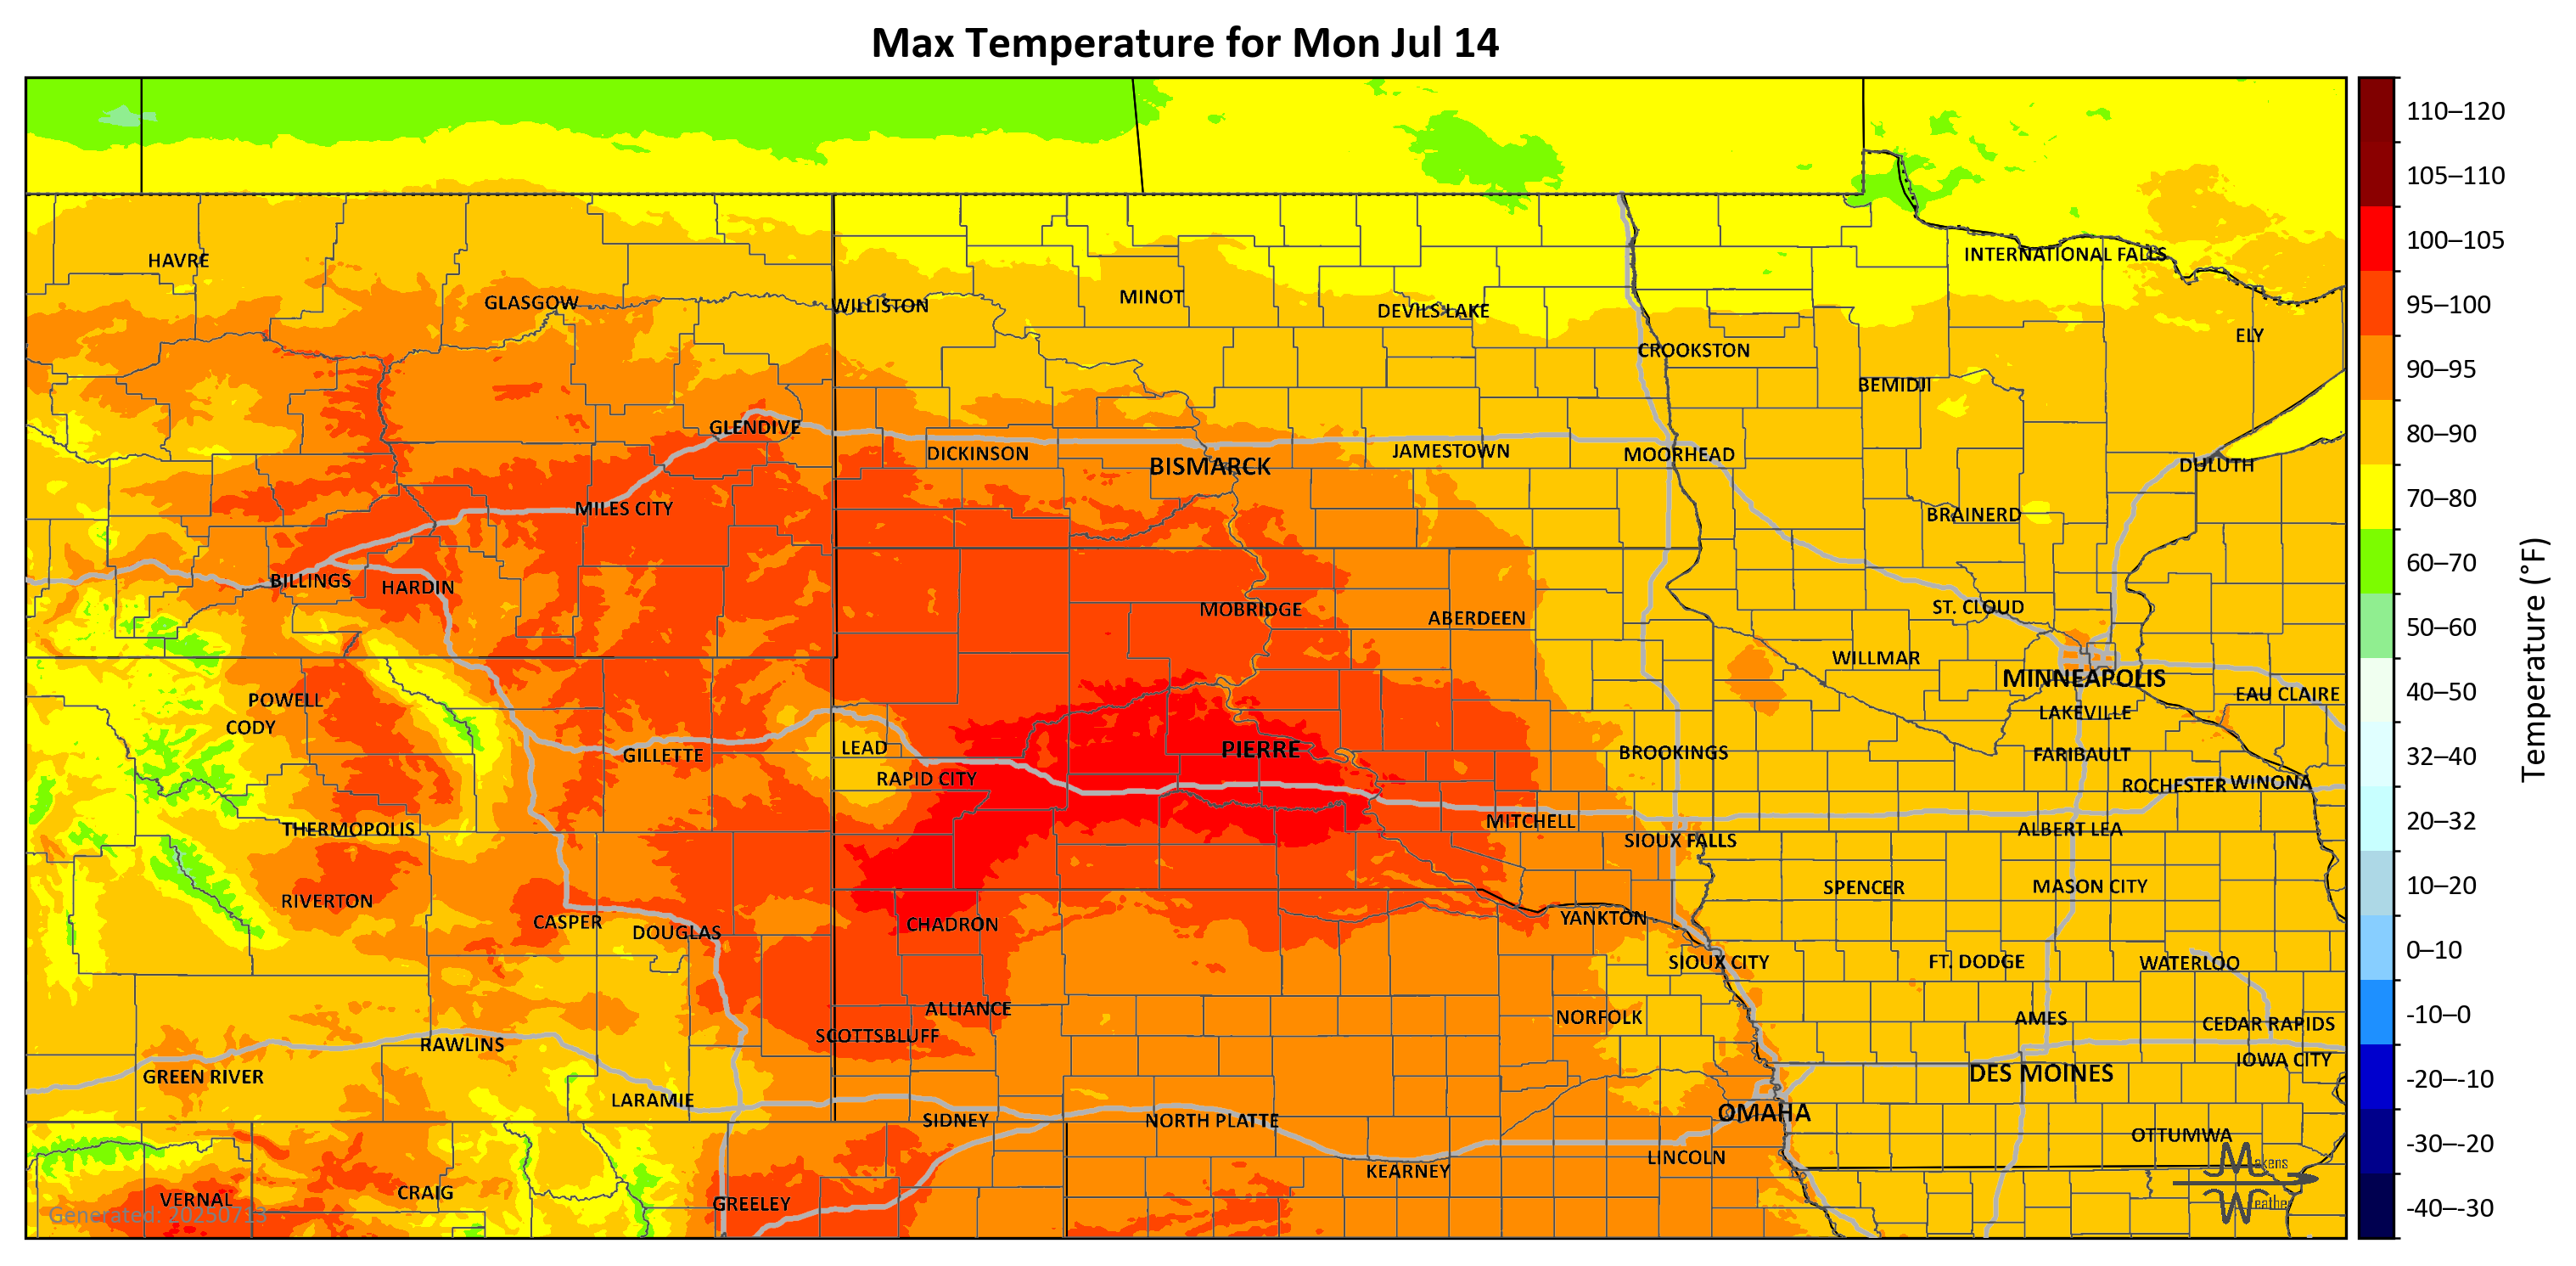 Max Temperature for Mon Jul 14
HAVRE
GLASGOW
WILLISTON
MINOT
DEVILS LAKE
INTERNATIONAL FALLS
CROOKSTON
ELY
BEMIDJI
GLENDIVE
DICKINSON
BISMARCK
JAMESTOWN
MOORHEAD
DULUTH
MILES CITY
BRAINERD
BILLINGS
HARDIN
MOBRIDGE
ABERDEEN
ST. CLOUD
WILLMAR
MINNEAPOLIS
POWELL
CODY
EAU CLAIRE
LAKEVILLE
GILLETTE
LEAD
PIERRE
BROOKINGS
FARIBAULT
RAPID CITY
ROCHESTER
WINONA
THERMOPOLIS
MITCHELL
SIOUX FALLS
ALBERT LEA
RIVERTON
SPENCER
MASON CITY
CASPER
DOUGLAS
CHADRON
YANKTON
SIOUX CITY
FT. DODGE
WATERLOO
ALLIANCE
SCOTTSBLUFF
NORFOLK
AMES
CEDAR RAPIDS
RAWLINS
IOWA CITY
GREEN RIVER
DES MOINES
LARAMIE
SIDNEY
NORTH PLATTE
OMAHA
OTTUMWA
KEARNEY
LINCOLN
VERNAL
CRAIG
GREELEY
Generated: 20250713
Makens
Weather
110–120
105–110
100–105
95–100
90–95
80–90
70–80
60–70
50–60
40–50
32–40
20–32
10–20
0–10
-10–0
-20–-10
-30–-20
-40–-30
Temperature (°F)